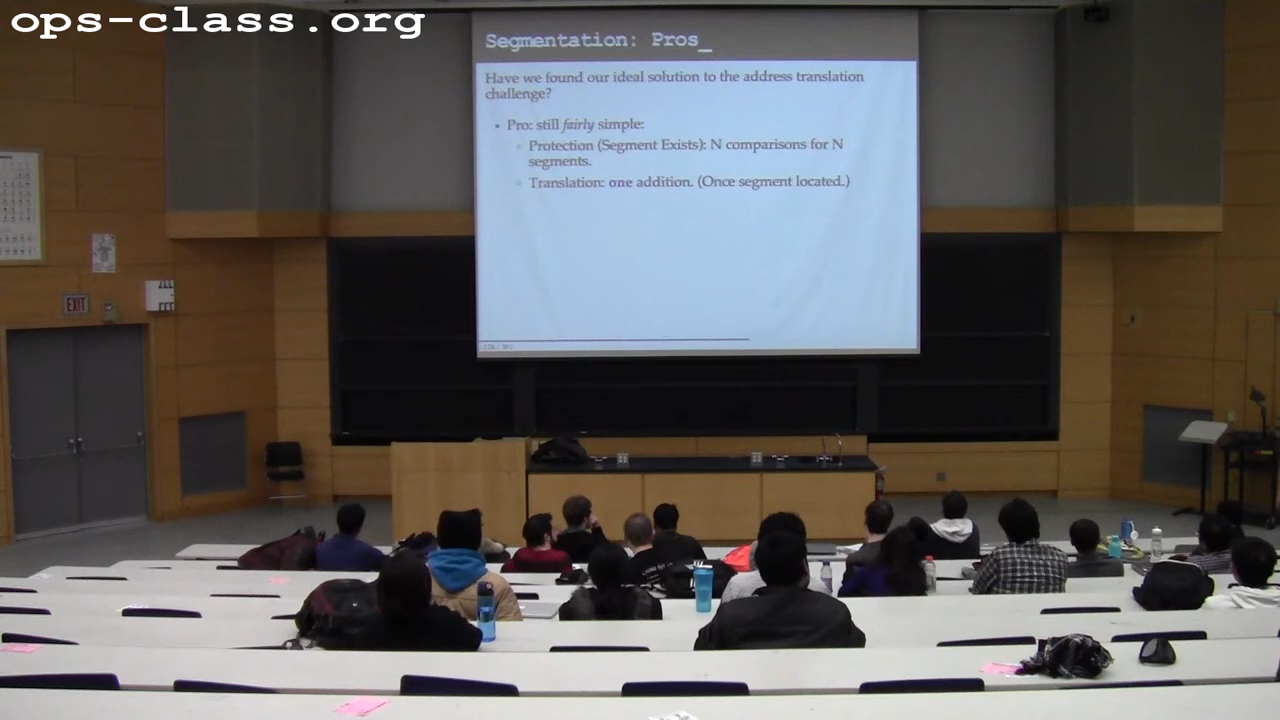 ops-class.org
Segmentation: Pros_
Have we found our ideal solution to the address translation
challenge?
• Pro: still fairly simple:
◦ Protection (Segment Exists): N comparisons for N
segments.
◦ Translation: one addition. (Once segment located.)
EXIT